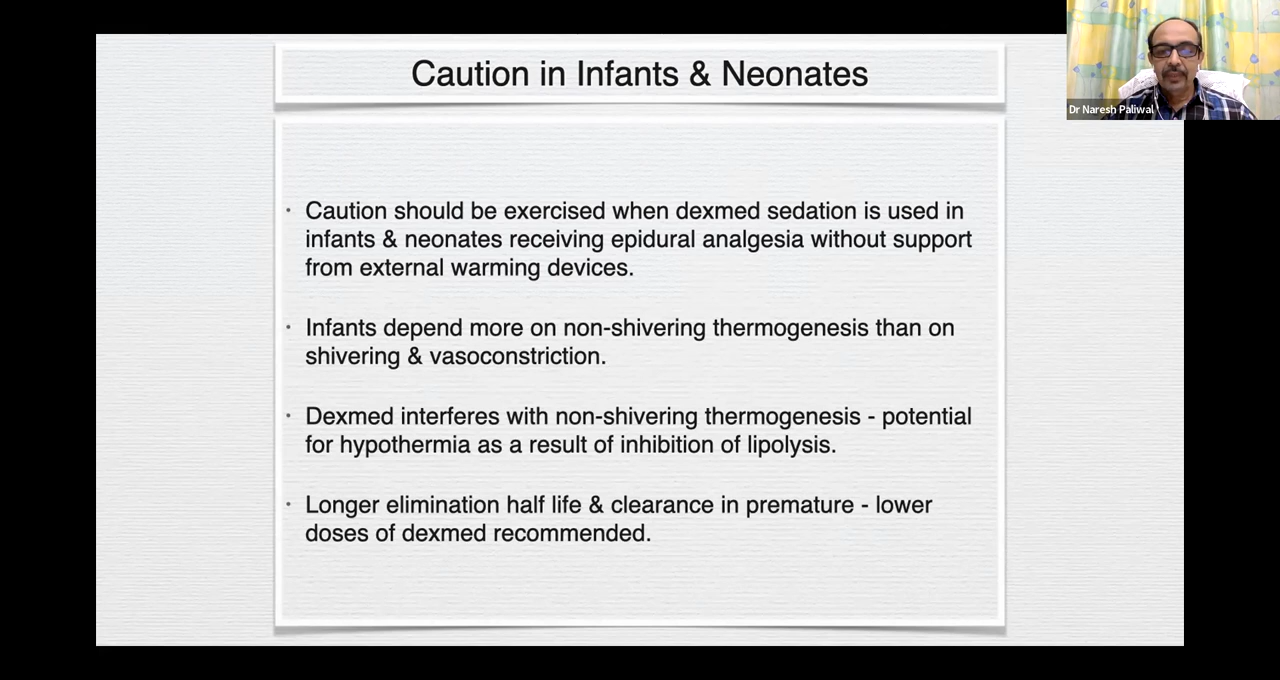 Caution in Infants & Neonates
Dr Naresh Paliwal
• Caution should be exercised when dexmed sedation is used in
infants & neonates receiving epidural analgesia without support
from external warming devices.
• Infants depend more on non-shivering thermogenesis than on
shivering & vasoconstriction.
• Dexmed interferes with non-shivering thermogenesis - potential
for hypothermia as a result of inhibition of lipolysis.
• Longer elimination half life & clearance in premature - lower
doses of dexmed recommended.